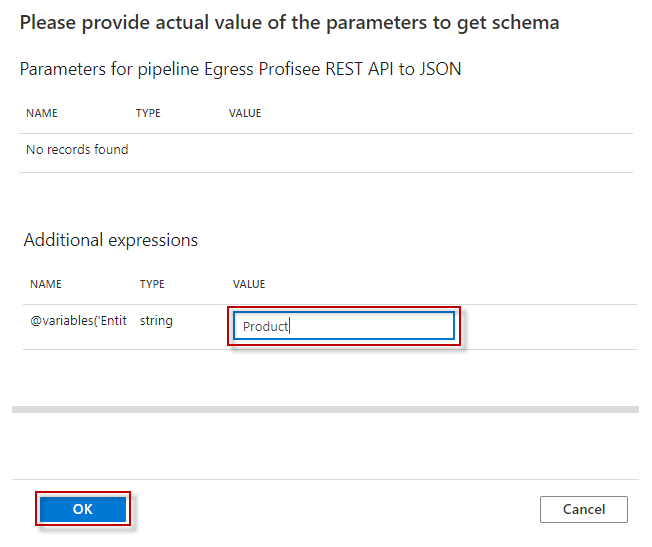 Please provide actual value of the parameters to get schema
Parameters for pipeline Egress Profisee REST API to JSON
NAME TYPE VALUE
No records found
Additional expressions
NAME TYPE VALUE
@variables('Entit string Product
OK Cancel